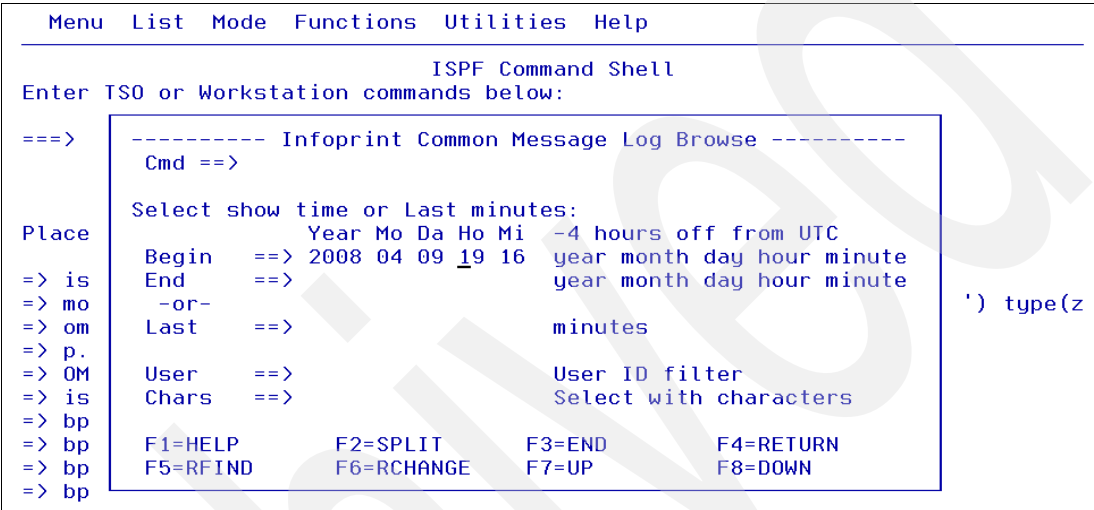 Menu List Mode Functions Utilities Help
ISPF Command Shell
Enter TSO or Workstation commands below:
===> ---------- Infoprint Common Message Log Browse ----------
Cmd ==>
Select show time or Last minutes:
Place Year Mo Da Ho Mi -4 hours off from UTC
Begin ==> 2008 04 09 19 16 year month day hour minute
=> is End ==> year month day hour minute
=> mo -or- ') type(z
=> om Last ==> minutes
=> p.
=> OM User ==> User ID filter
=> is Chars ==> Select with characters
=> bp
=> bp F1=HELP F2=SPLIT F3=END F4=RETURN
=> bp F5=RFIND F6=RCHANGE F7=UP F8=DOWN
=> bp